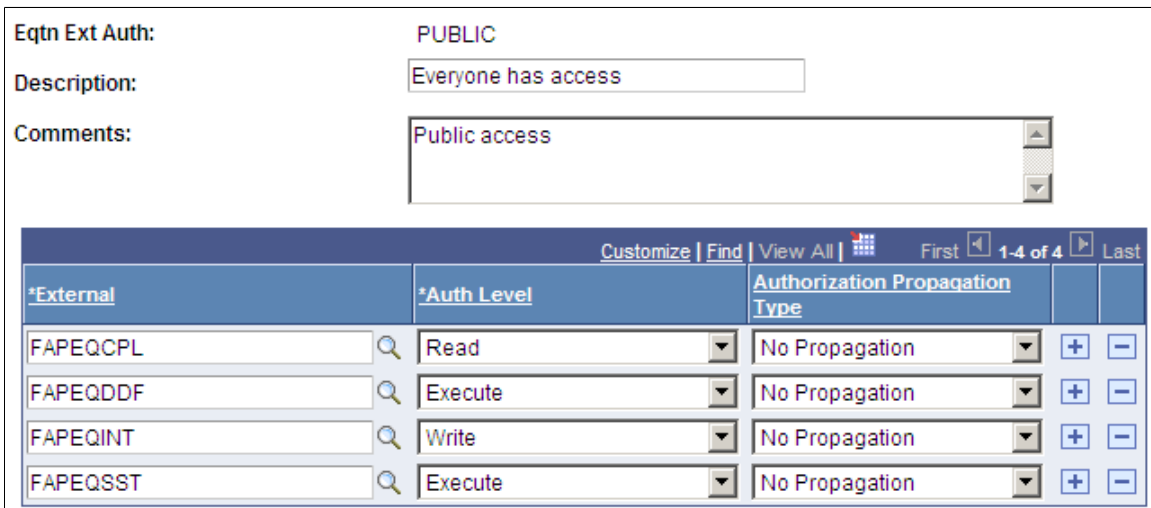 Eqtn Ext Auth: PUBLIC
Description: Everyone has access
Comments: Public access
Customize | Find | View All | First 1-4 of 4 Last
*External *Auth Level Authorization Propagation
Type
FAPEQCPL Read No Propagation
FAPEQDDF Execute No Propagation
FAPEQINT Write No Propagation
FAPEQSST Execute No Propagation